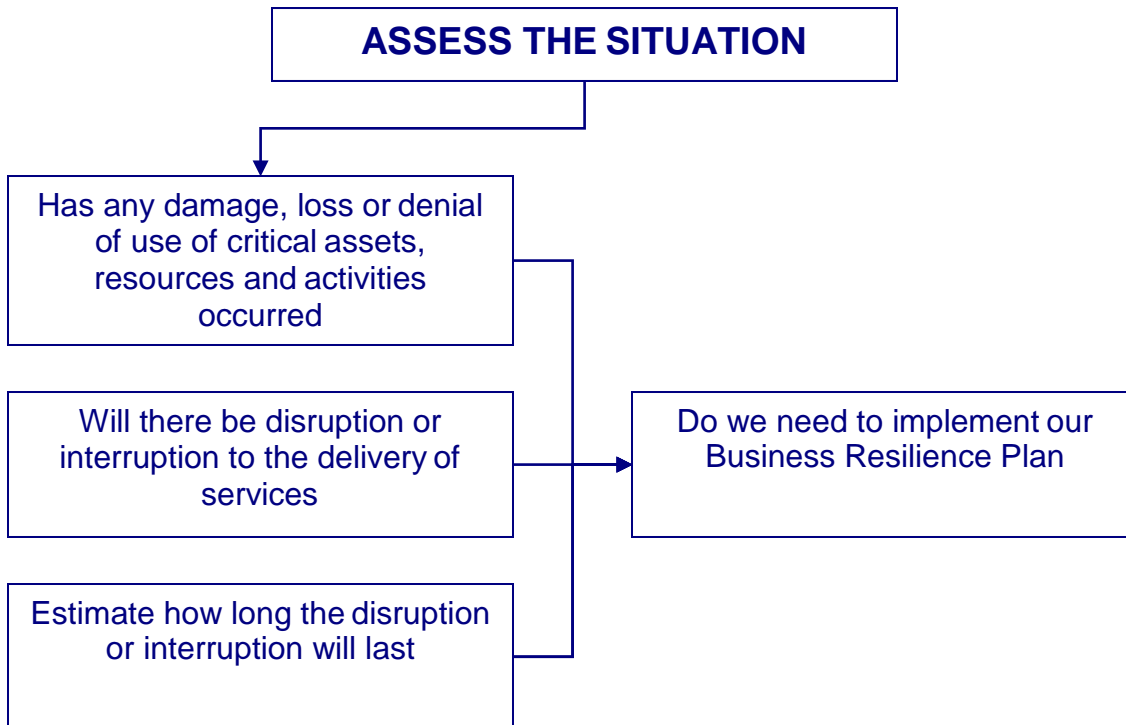 ASSESS THE SITUATION
Has any damage, loss or denial
of use of critical assets,
resources and activities
occurred
Will there be disruption or
interruption to the delivery of
services
Do we need to implement our
Business Resilience Plan
Estimate how long the disruption
or interruption will last